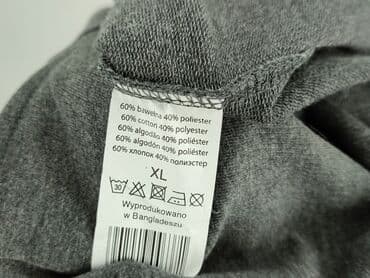 60% bawełna 40% poliester
60% cotton 40% polyester
60% algodão 40% poliéster
60% algodón 40% poliéster
60% хлопок 40% полиэстер
XL
30
Wyprodukowano
w Bangladeszu